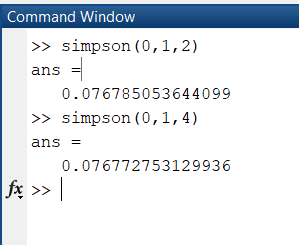 Command Window
>> simpson(0,1,2)
ans =
0.076785053644099
>> simpson(0,1,4)
ans =
0.076772753129936
fx >>